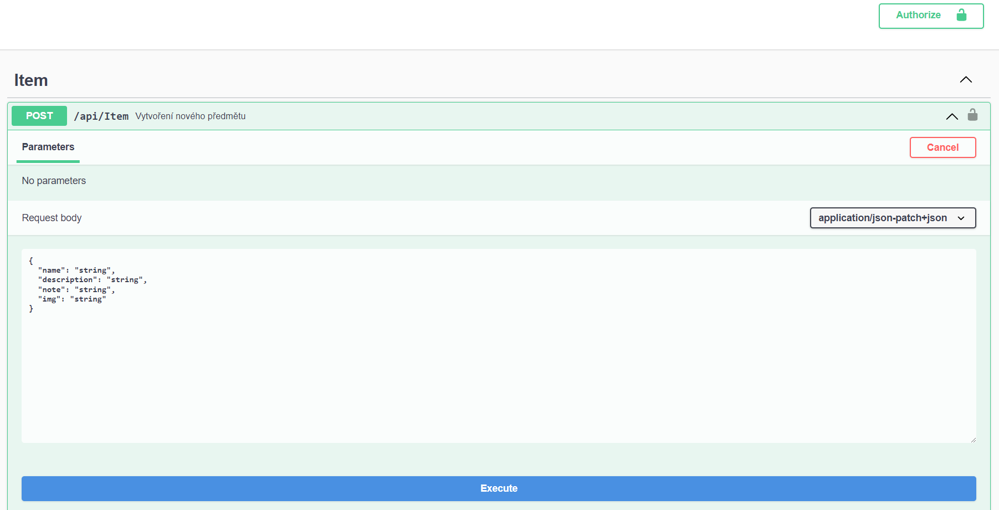 Authorize
Item
POST /api/Item Vytvoření nového předmětu
Parameters
Cancel
No parameters
Request body
application/json-patch+json
{
  "name": "string",
  "description": "string",
  "note": "string",
  "img": "string"
}
Execute